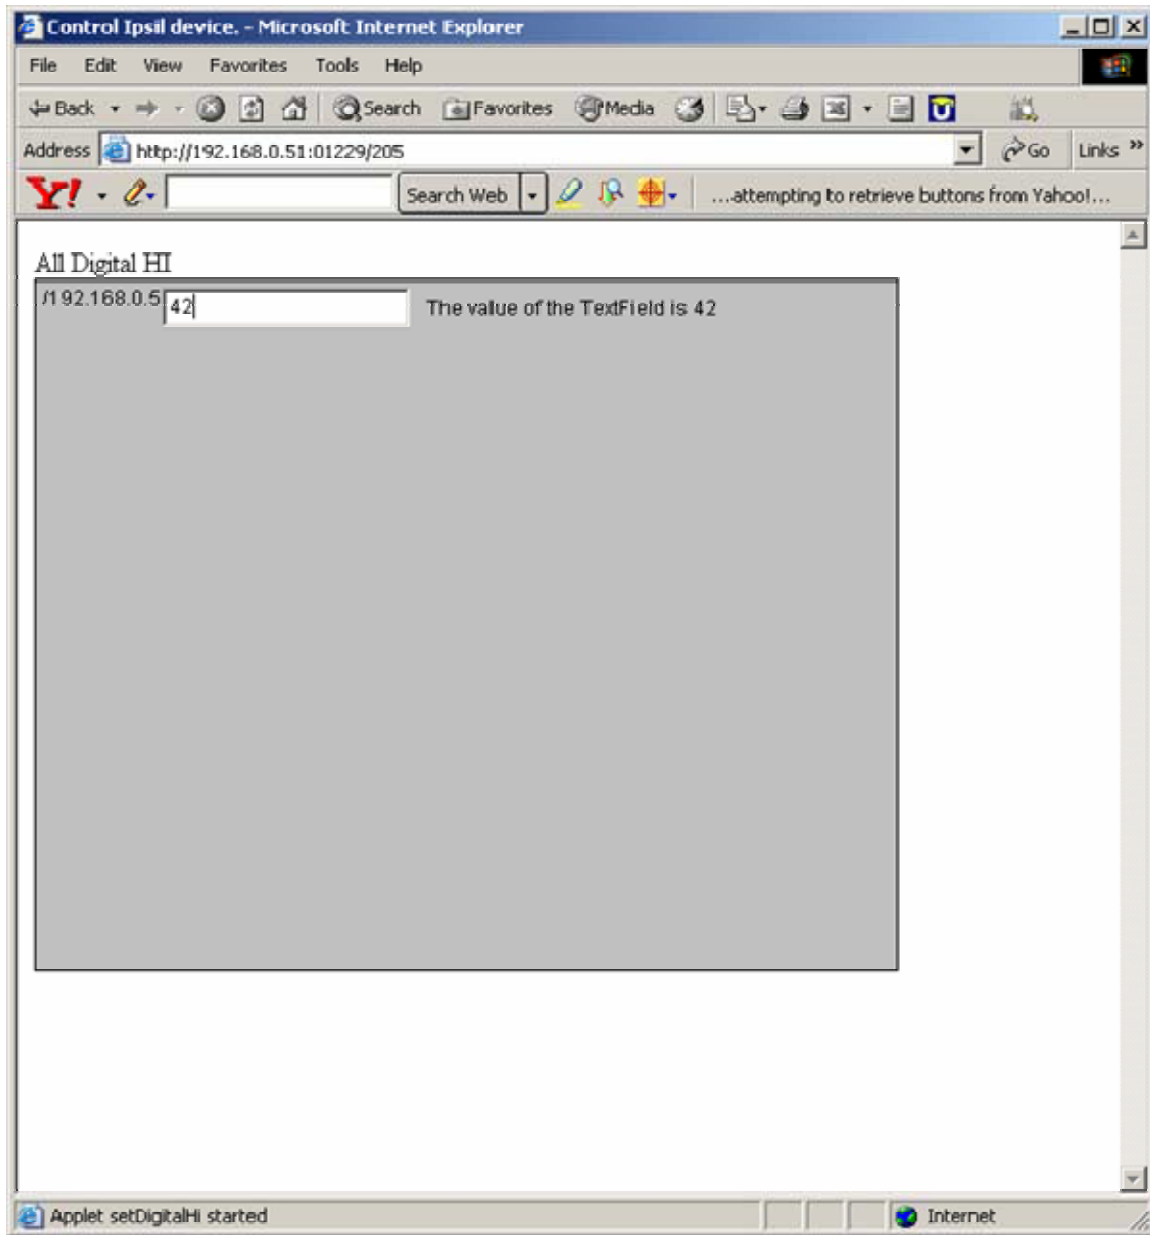 Control Ipsil device. - Microsoft Internet Explorer
File Edit View Favorites Tools Help
Back Search Favorites Media
Address http://192.168.0.51:01229/205 Go Links »
Y! Search Web ...attempting to retrieve buttons from Yahoo!...
All Digital HI
/192.168.0.5 42 The value of the TextField is 42
Applet setDigitalHi started Internet